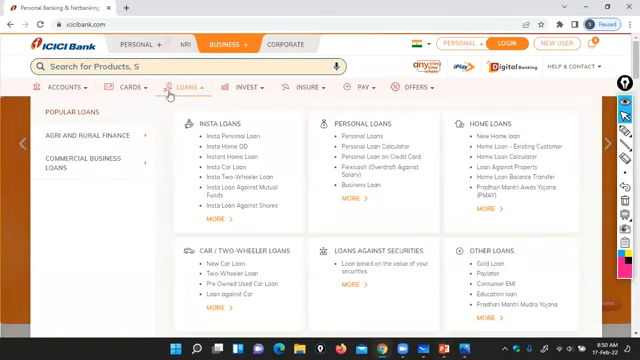 Personal Banking & Netbanking
icicibank.com
Paused
ICICI Bank
PERSONAL
NRI
BUSINESS
CORPORATE
PERSONAL
LOGIN
NEW USER
Search for Products, S
iPlay
Digital Banking
HELP & CONTACT
ACCOUNTS
CARDS
LOANS
INVEST
INSURE
PAY
OFFERS
POPULAR LOANS
AGRI AND RURAL FINANCE
COMMERCIAL BUSINESS
LOANS
INSTA LOANS
Insta Personal Loan
Insta Home OD
Instant Home Loan
Insta Car Loan
Insta Two-Wheeler Loan
Insta Loan Against Mutual
Funds
Insta Loan Against Shares
MORE
PERSONAL LOANS
Personal Loans
Personal Loan Calculator
Personal Loan on Credit Card
Flexicash (Overdraft Against
Salary)
Business Loan
MORE
HOME LOANS
New Home loan
Home Loan - Existing Customer
Home Loan Calculator
Loan Against Property
Home Loan Balance Transfer
Pradhan Mantri Awas Yojana
(PMAY)
MORE
CAR / TWO-WHEELER LOANS
New Car Loan
Two-Wheeler Loan
Pre Owned Used Car Loan
Loan against Car
MORE
LOANS AGAINST SECURITIES
Loan based on the value of your
securities
MORE
OTHER LOANS
Gold Loan
Paylater
Consumer EMI
Education loan
Pradhan Mantri Mudra Yojana
MORE
8:50 AM
17-Feb-22